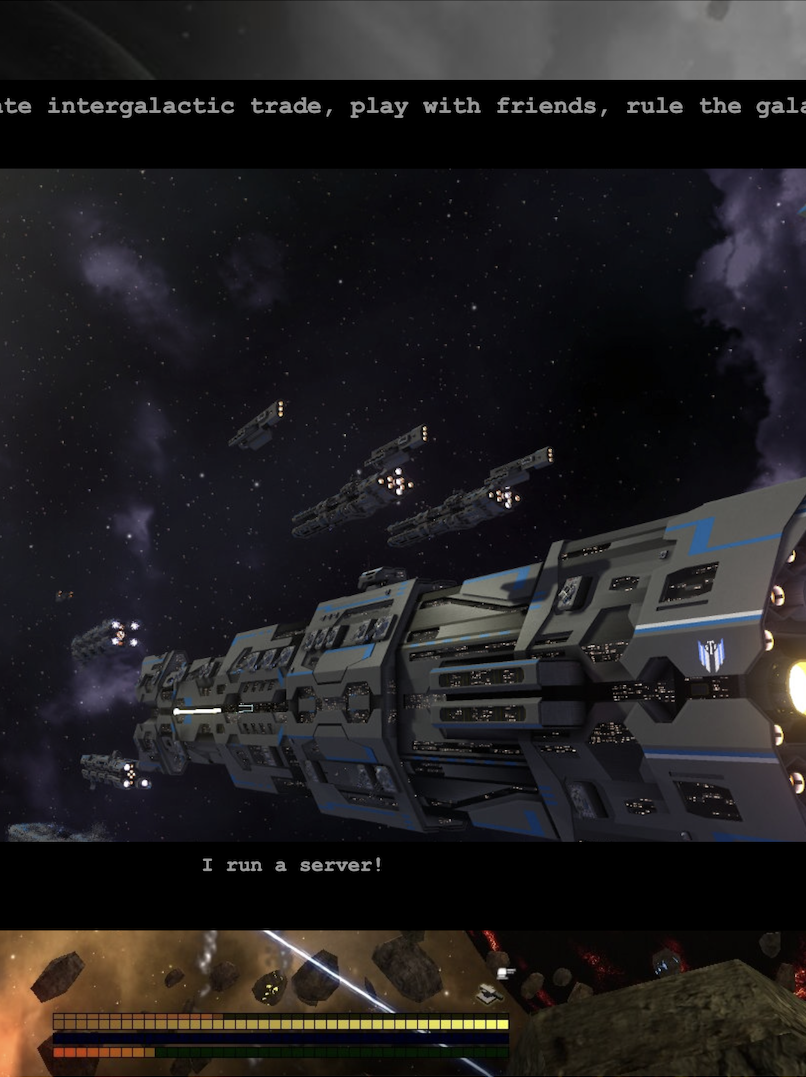 intergalactic trade, play with friends, rule the
I run a server!